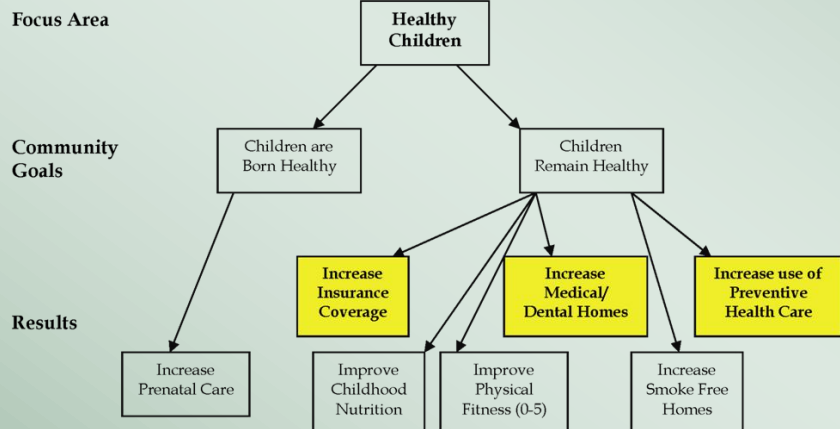 Focus Area
Healthy
Children
Community
Goals
Children are
Born Healthy
Children
Remain Healthy
Results
Increase
Insurance
Coverage
Increase
Medical/
Dental Homes
Increase use of
Preventive
Health Care
Increase
Prenatal Care
Improve
Childhood
Nutrition
Improve
Physical
Fitness (0-5)
Increase
Smoke Free
Homes